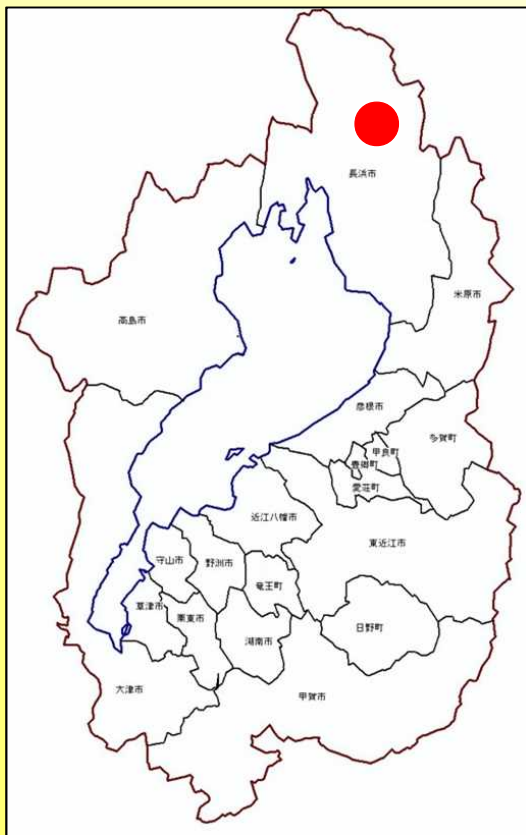 長浜市
米原市
高島市
彦根市
多賀町
甲良町
豊郷町
愛荘町
近江八幡市
東近江市
守山市
野洲市
竜王町
草津市
栗東市
湖南市
日野町
大津市
甲賀市